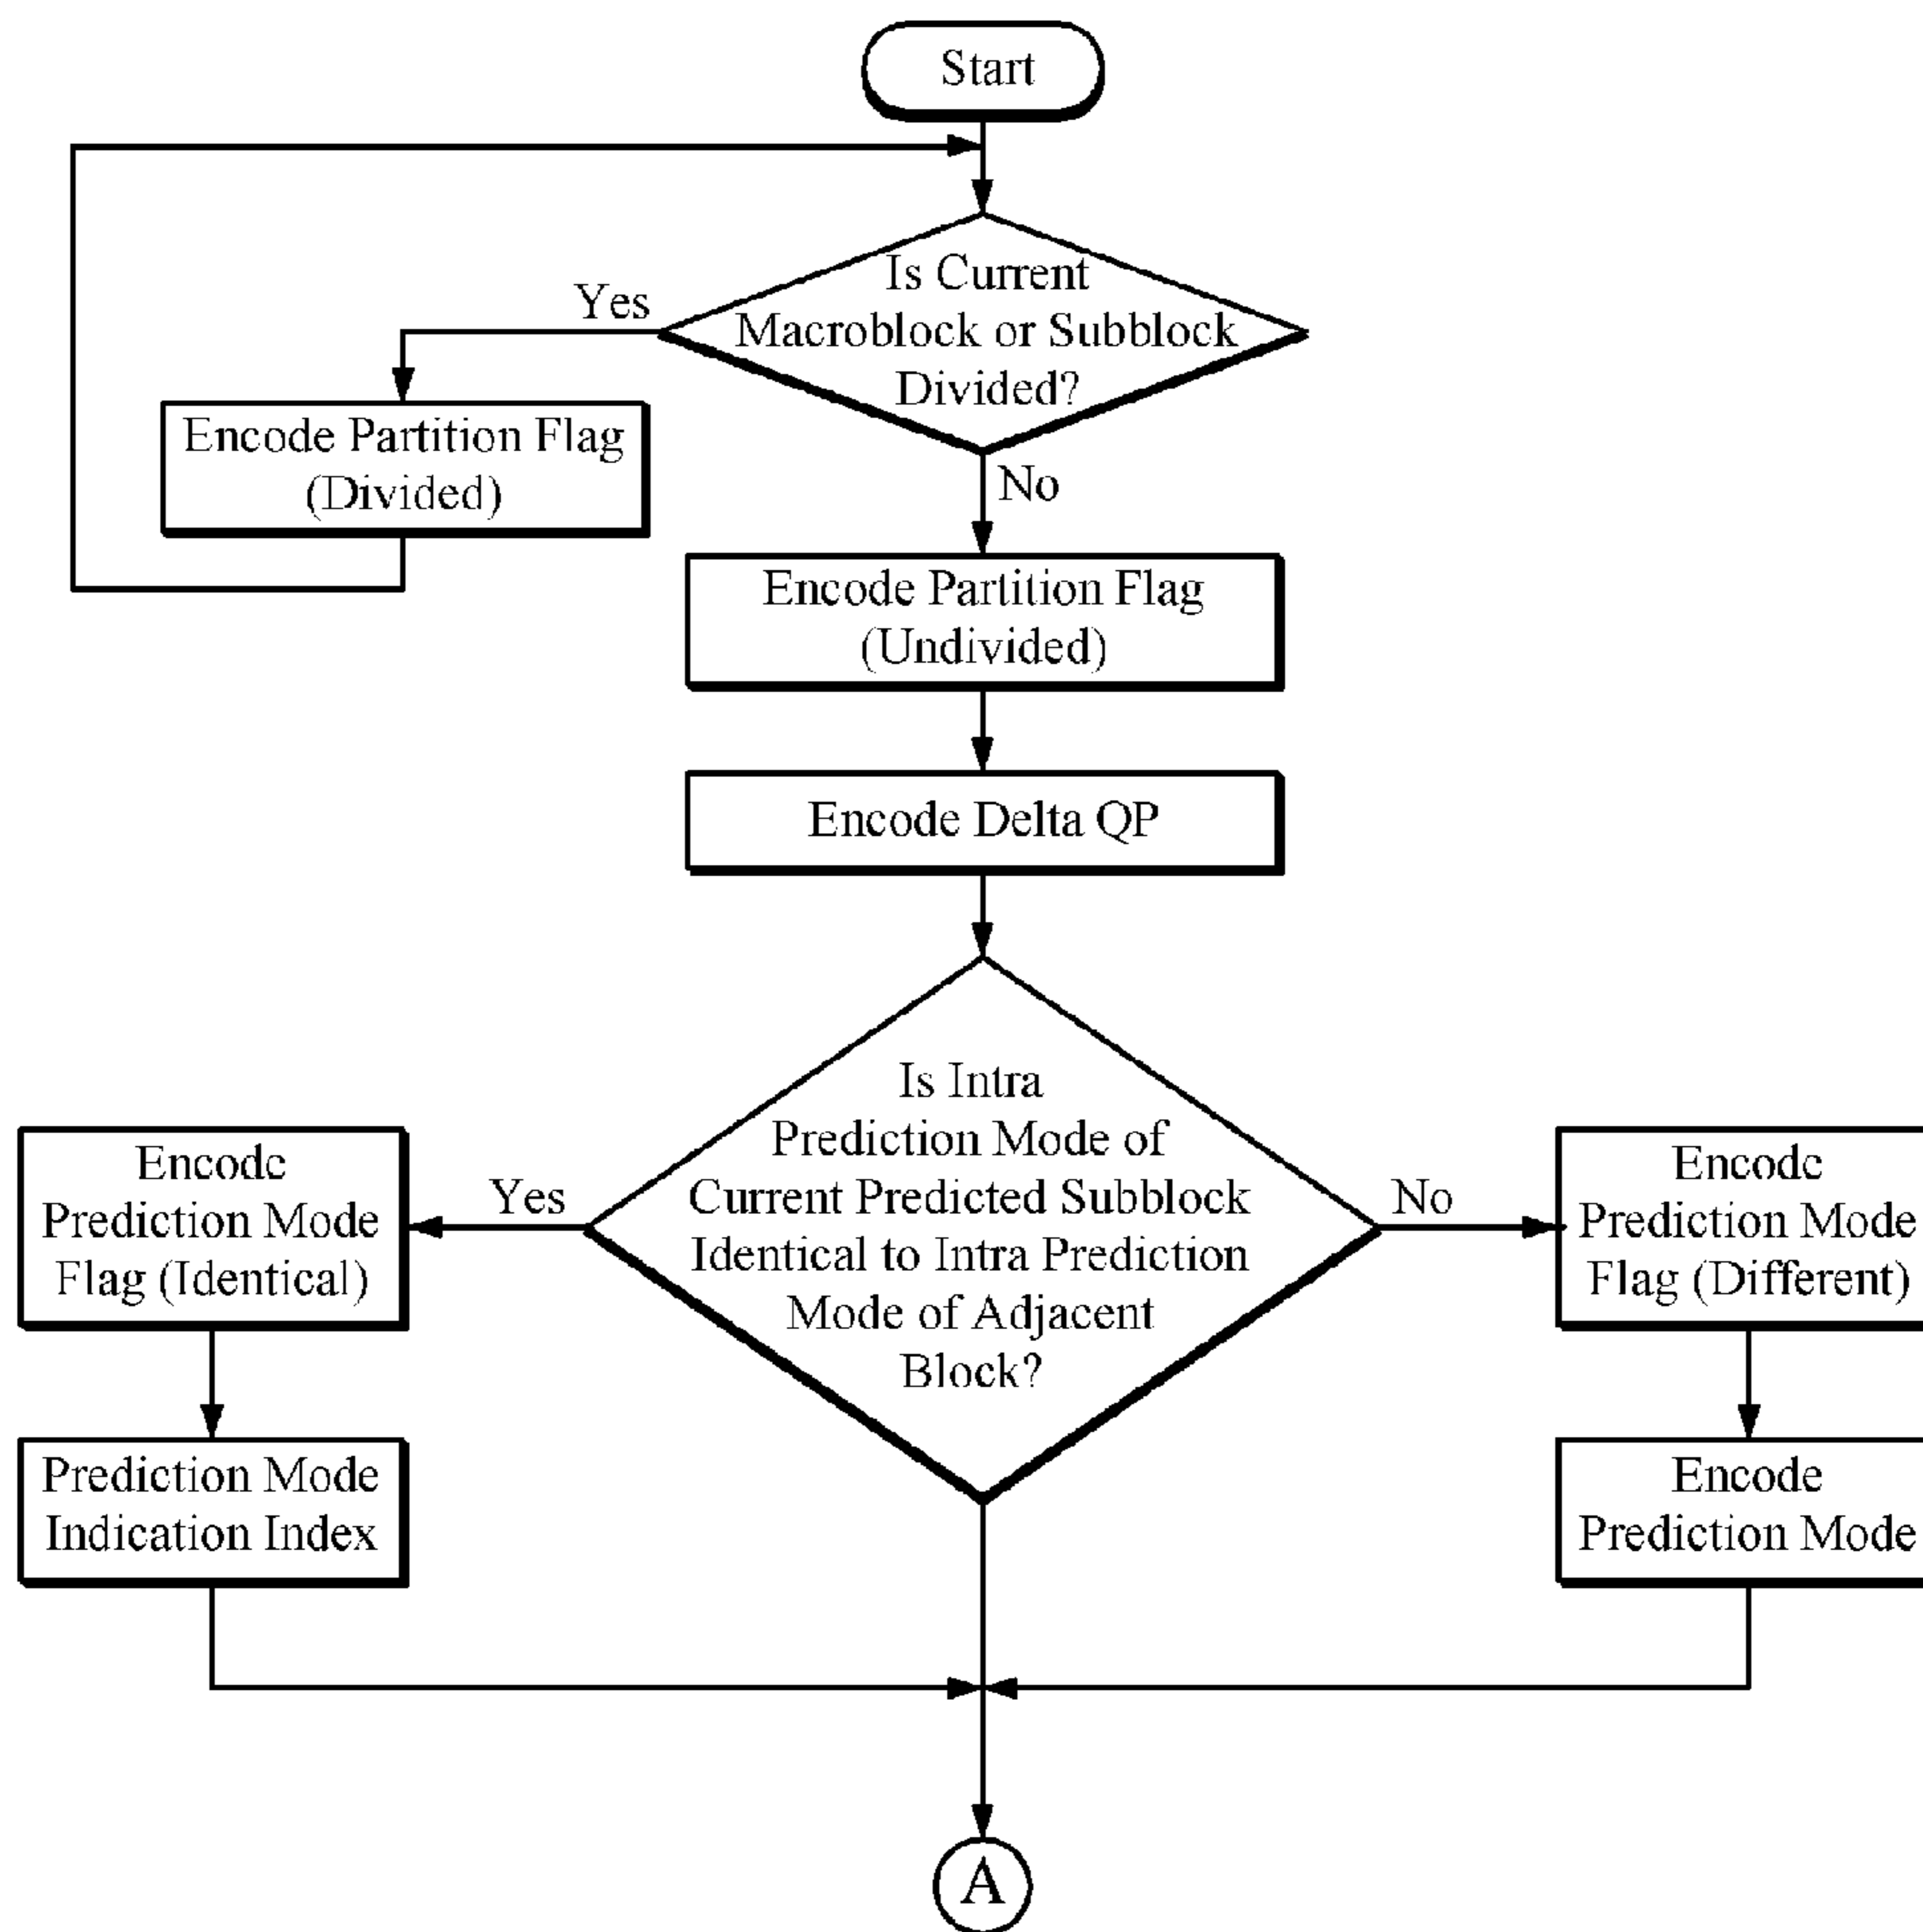 Start
Is Current
Macroblock or Subblock
Divided?
Yes
Encode Partition Flag
(Divided)
No
Encode Partition Flag
(Undivided)
Encode Delta QP
Is Intra
Prediction Mode of
Current Predicted Subblock
Identical to Intra Prediction
Mode of Adjacent
Block?
Yes
Encode
Prediction Mode
Flag (Identical)
No
Encode
Prediction Mode
Flag (Different)
Prediction Mode
Indication Index
Encode
Prediction Mode
A